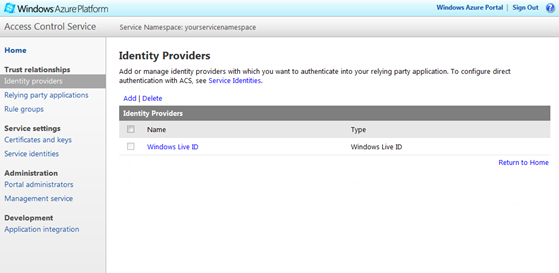 Windows Azure Platform
Windows Azure Portal | Sign Out
Access Control Service
Service Namespace: yourservicenamespace
Home
Trust relationships
Identity providers
Relying party applications
Rule groups
Service settings
Certificates and keys
Service identities
Administration
Portal administrators
Management service
Development
Application integration
Identity Providers
Add or manage identity providers with which you want to authenticate into your relying party application. To configure direct
authentication with ACS, see Service Identities.
Add | Delete
Identity Providers
Name Type
Windows Live ID Windows Live ID
Return to Home